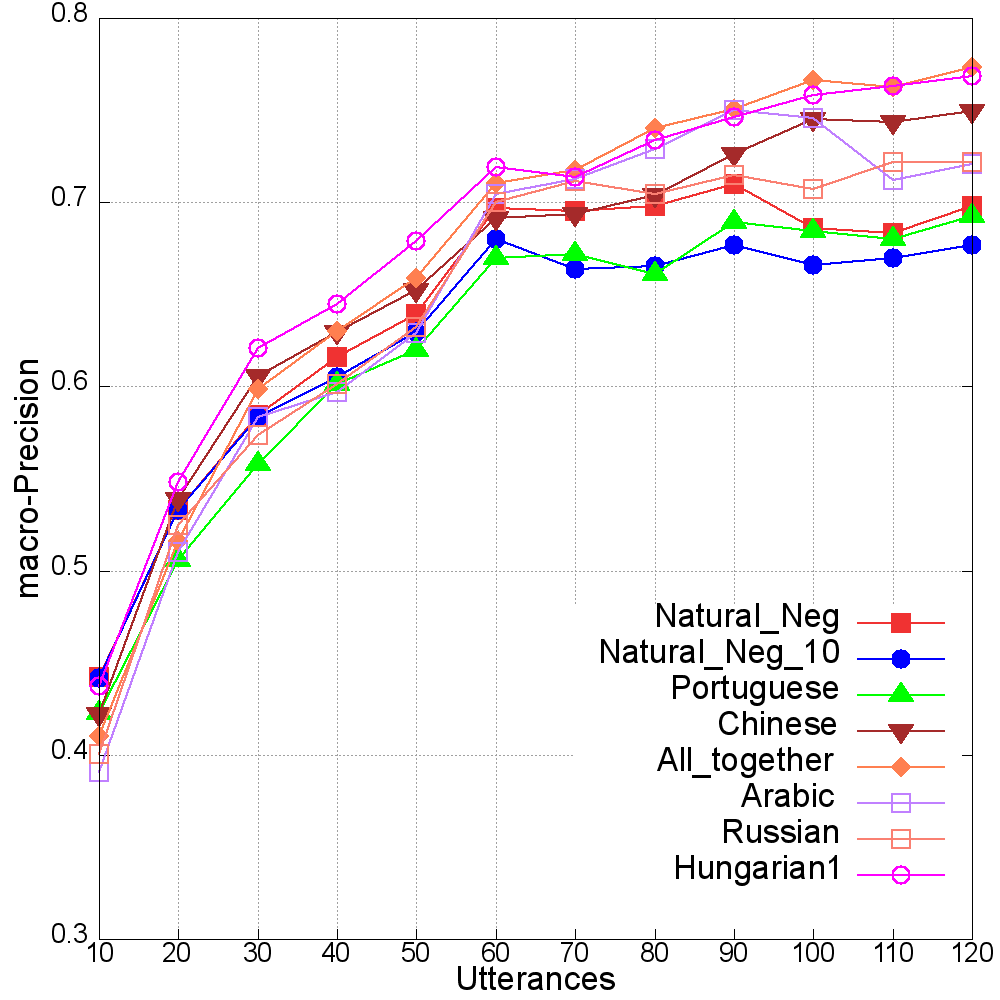 0.8
0.7
0.6
0.5
0.4
0.3
macro-Precision
Natural_Neg
Natural_Neg_10
Portuguese
Chinese
All_together
Arabic
Russian
Hungarian1
10 20 30 40 50 60 70 80 90 100 110 120
Utterances